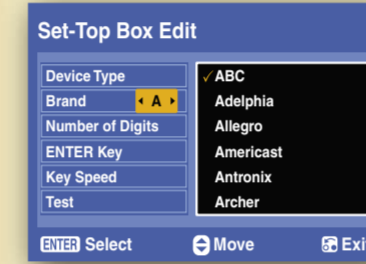 Set-Top Box Edit
Device Type
Brand A
Number of Digits
ENTER Key
Key Speed
Test
✓ABC
Adelphia
Allegro
Americast
Antronix
Archer
ENTER Select Move Exit